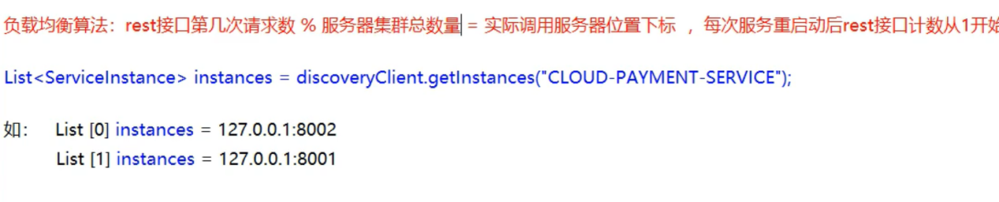 负载均衡算法：rest接口第几次请求数 % 服务器集群总数量 = 实际调用服务器位置下标 ，每次服务重启动后rest接口计数从1开始
List<ServiceInstance> instances = discoveryClient.getInstances("CLOUD-PAYMENT-SERVICE");
如： List [0] instances = 127.0.0.1:8002
List [1] instances = 127.0.0.1:8001